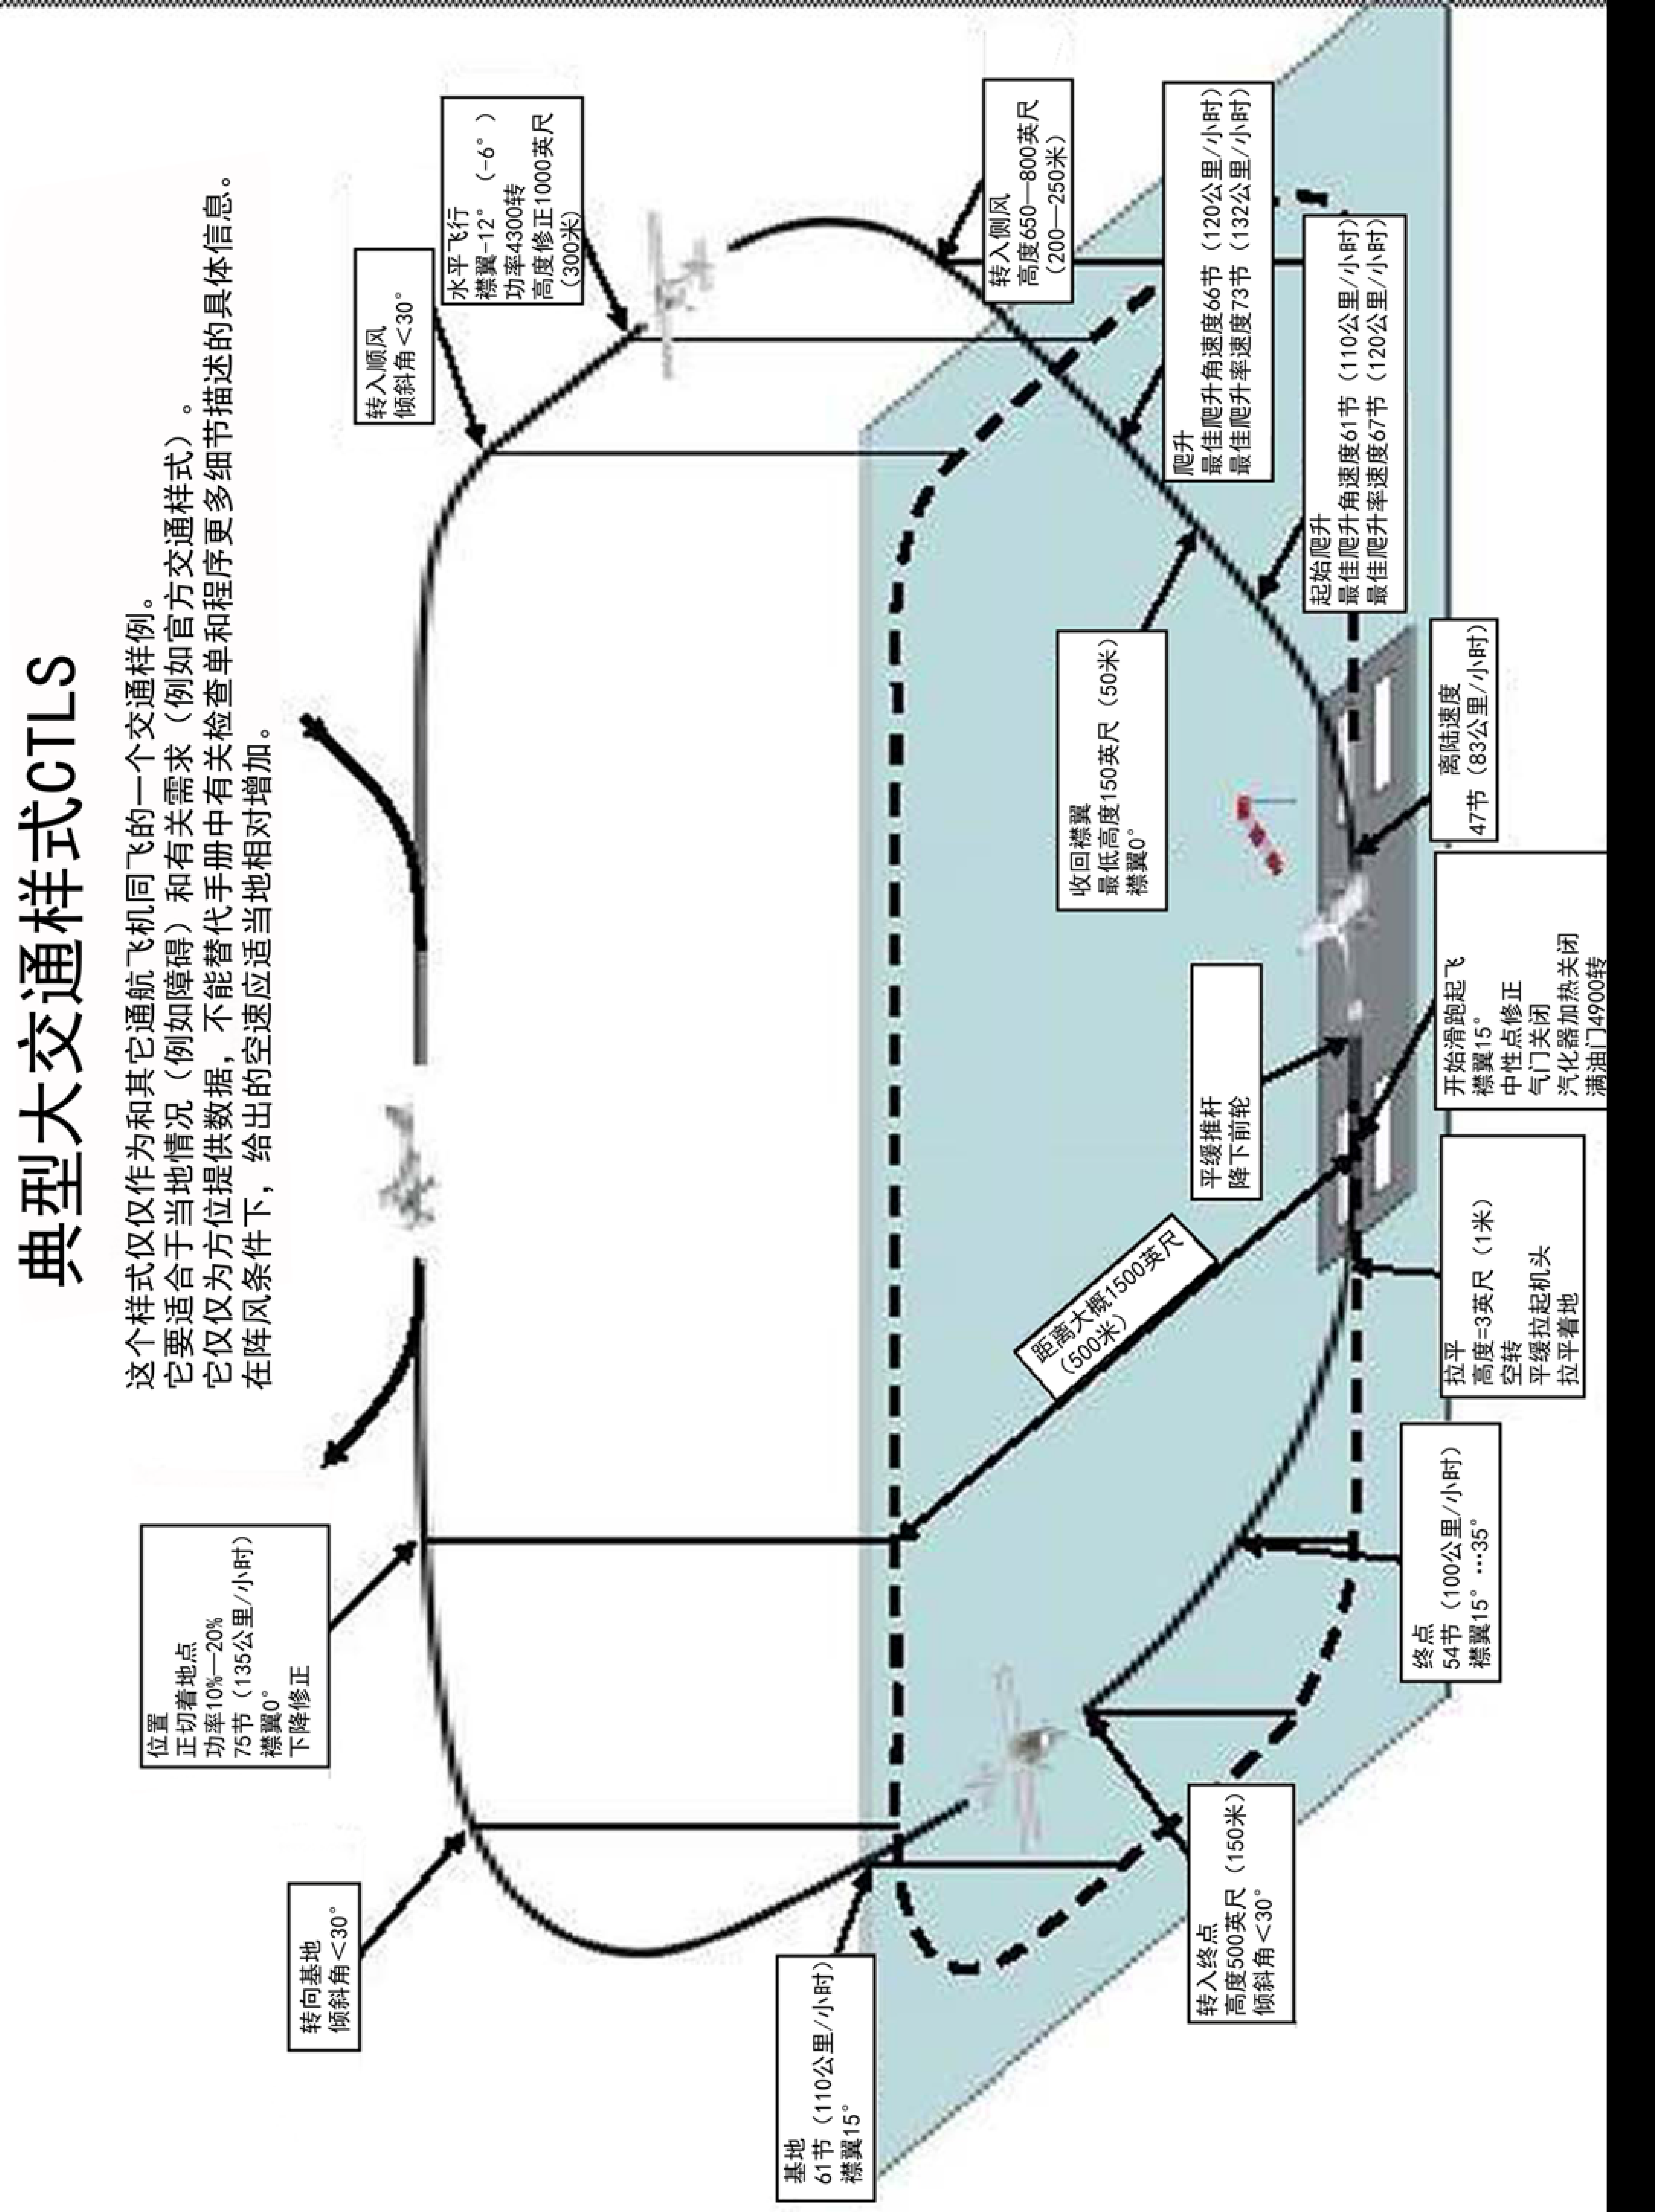 典型大交通样式CTLS
这个样式仅仅作为和其它通航飞机同飞的一个交通样例。
它要适合于当地情况（例如障碍）和有关需求（例如官方交通样式）。
它仅仅为方位提供数据，不能替代手册中有关检查单和程序更多细节描述的具体信息。
在阵风条件下，给出的空速应适当地相对增加。
位置
正切着地点
功率10%—20%
75节（135公里/小时）
襟翼0°
下降修正
转向基地
倾斜角＜30°
转入顺风
倾斜角＜30°
水平飞行
襟翼-12°（-6°）
功率4300转
高度修正1000英尺
（300米）
基地
61节（110公里/小时）
襟翼15°
转入侧风
高度650—800英尺
（200—250米）
距离大概1500英尺
（500米）
收回襟翼
最低高度150英尺（50米）
襟翼0°
爬升
最佳爬升角速度66节（120公里/小时）
最佳爬升率速度73节（132公里/小时）
转入终点
高度500英尺（150米）
倾斜角＜30°
平缓推杆
降下前轮
起始爬升
最佳爬升角速度61节（110公里/小时）
最佳爬升率速度67节（120公里/小时）
终点
54节（100公里/小时）
襟翼15°…35°
拉平
高度=3英尺（1米）
空转
平缓拉起机头
拉平着地
开始滑跑起飞
襟翼15°
中性点修正
气门关闭
汽化器加热关闭
满油门4900转
离陆速度
47节（83公里/小时）